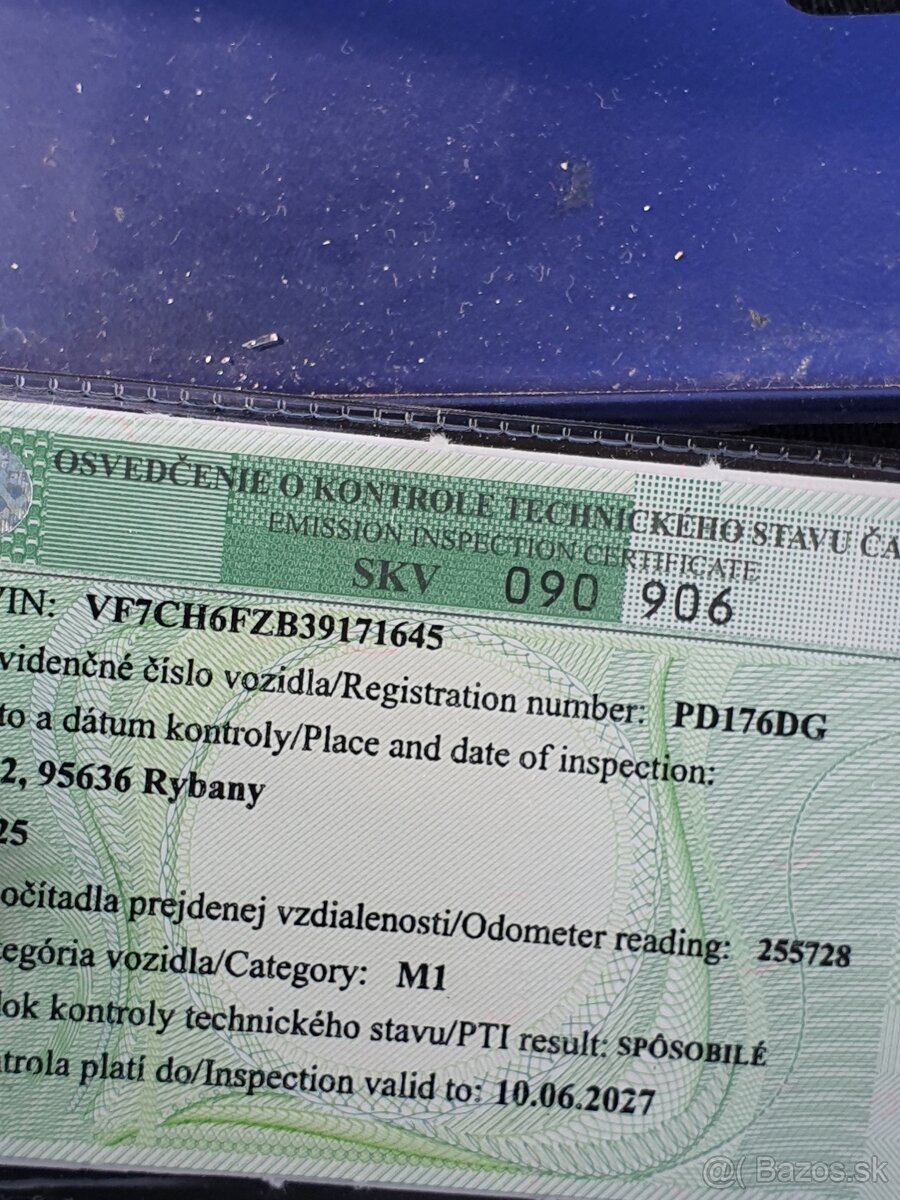 OSVEDČENIE O KONTROLE TECHNICKÉHO STAVU ČA
EMISSION INSPECTION CERTIFICATE
SKV 090 906
VIN: VF7CH6FZB39171645
videnčné číslo vozidla/Registration number: PD176DG
to a dátum kontroly/Place and date of inspection:
2, 95636 Rybany
25
očítadla prejdenej vzdialenosti/Odometer reading: 255728
egória vozidla/Category: M1
dok kontroly technického stavu/PTI result: SPÔSOBILÉ
ntrola platí do/Inspection valid to: 10.06.2027
@( Bazos.sk